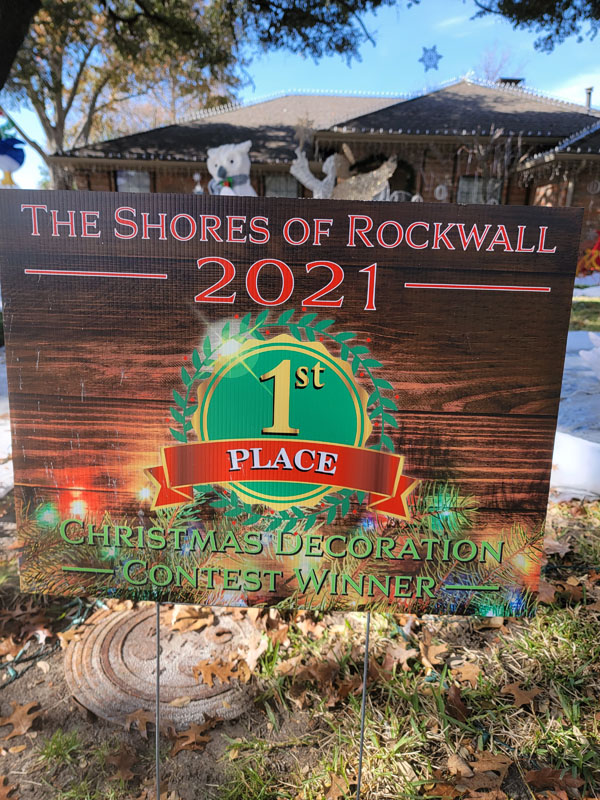 The Shores of Rockwall
2021
1st
PLACE
Christmas Decoration
Contest Winner